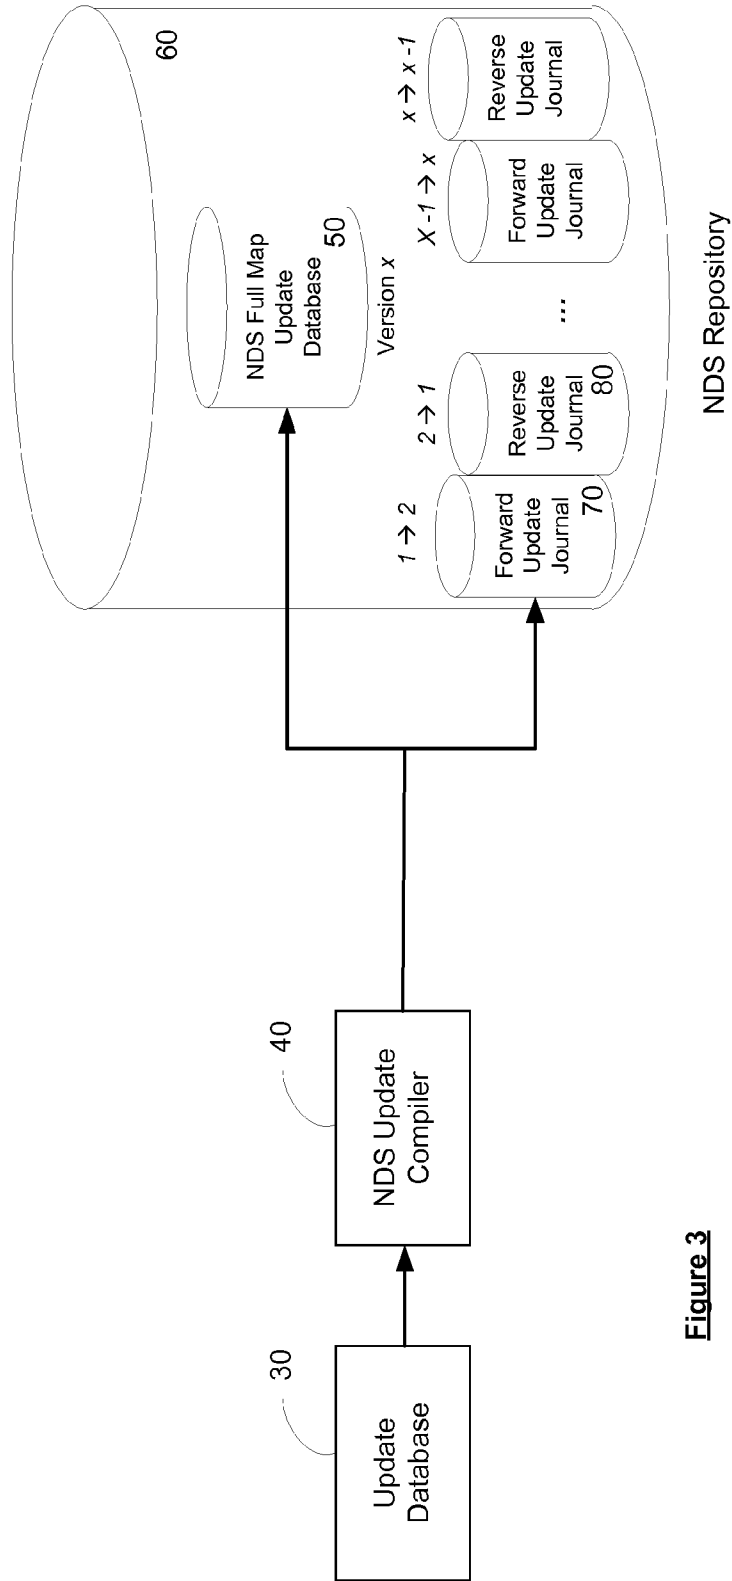 60
NDS Full Map
Update
Database
50
Version x
1 → 2
2 → 1
X -1 → x
x → x -1
Forward
Update
Journal
70
Reverse
Update
Journal
80
...
Forward
Update
Journal
Reverse
Update
Journal
NDS Repository
40
NDS Update
Compiler
30
Update
Database
Figure 3